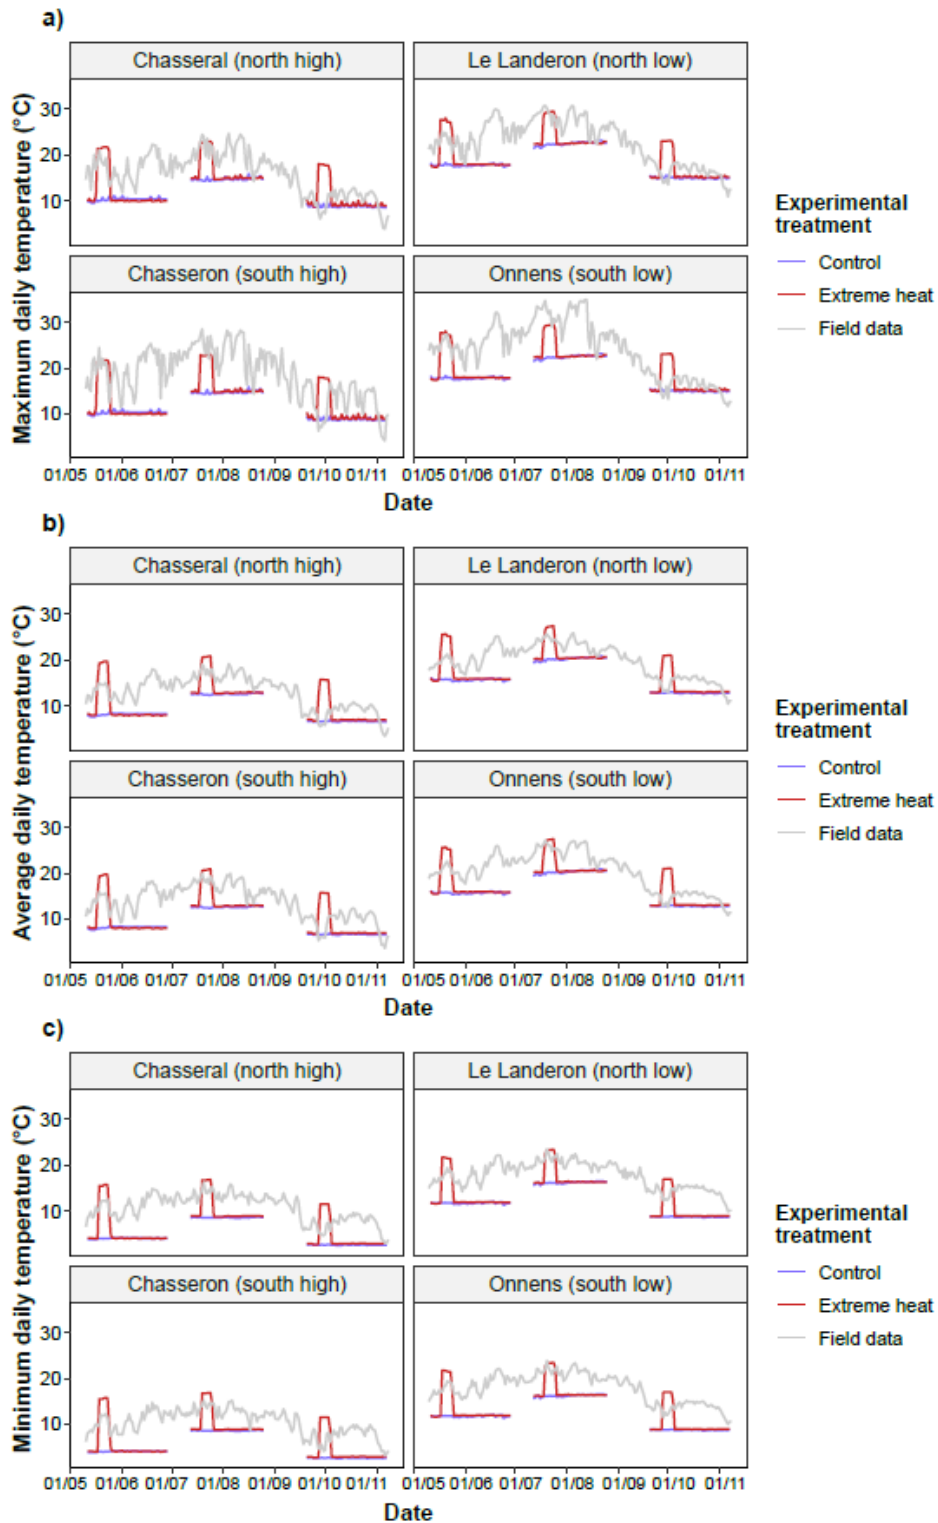 a)
Chasseral (north high) Le Landeron (north low)
30
20
10
Chasseron (south high) Onnens (south low)
30
20
10
Maximum daily temperature (°C)
01/05 01/06 01/07 01/08 01/09 01/10 01/11 01/05 01/06 01/07 01/08 01/09 01/10 01/11
Date
Experimental
treatment
Control
Extreme heat
Field data
b)
Chasseral (north high) Le Landeron (north low)
30
20
10
Chasseron (south high) Onnens (south low)
30
20
10
Average daily temperature (°C)
01/05 01/06 01/07 01/08 01/09 01/10 01/11 01/05 01/06 01/07 01/08 01/09 01/10 01/11
Date
Experimental
treatment
Control
Extreme heat
Field data
c)
Chasseral (north high) Le Landeron (north low)
30
20
10
Chasseron (south high) Onnens (south low)
30
20
10
Minimum daily temperature (°C)
01/05 01/06 01/07 01/08 01/09 01/10 01/11 01/05 01/06 01/07 01/08 01/09 01/10 01/11
Date
Experimental
treatment
Control
Extreme heat
Field data